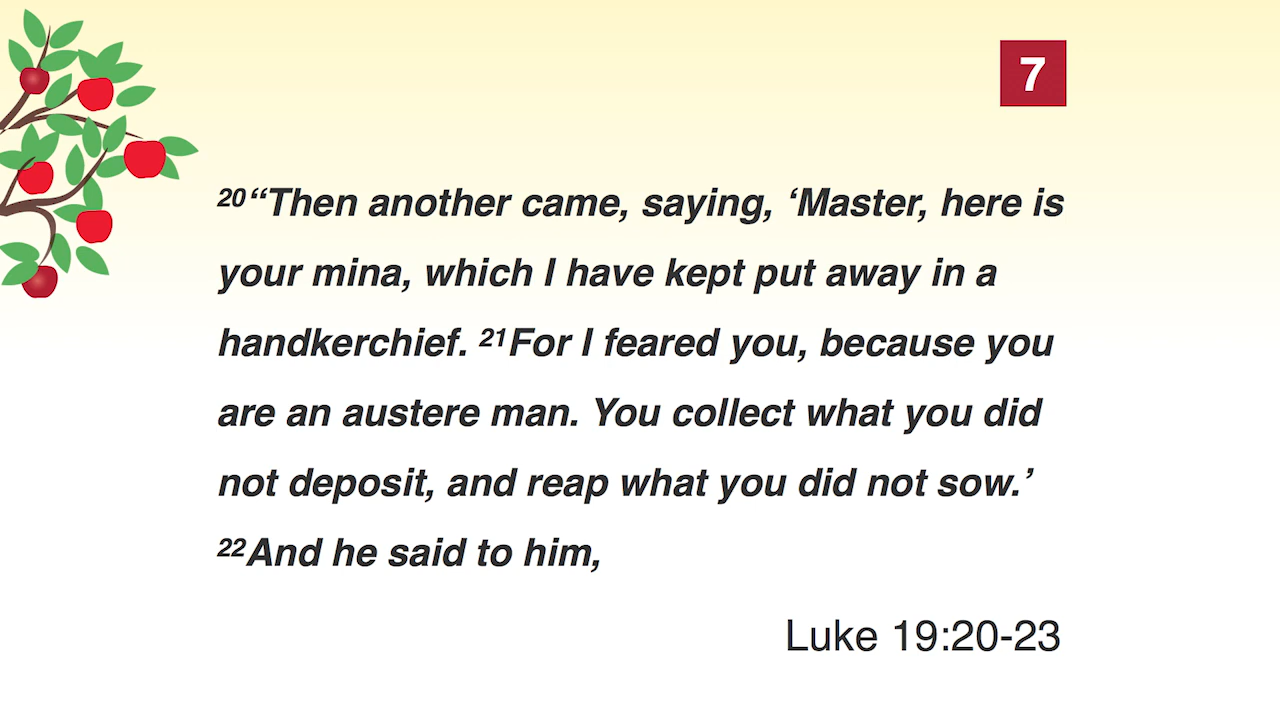 7
²⁰“Then another came, saying, ‘Master, here is
your mina, which I have kept put away in a
handkerchief. ²¹For I feared you, because you
are an austere man. You collect what you did
not deposit, and reap what you did not sow.’
²²And he said to him,
Luke 19:20-23